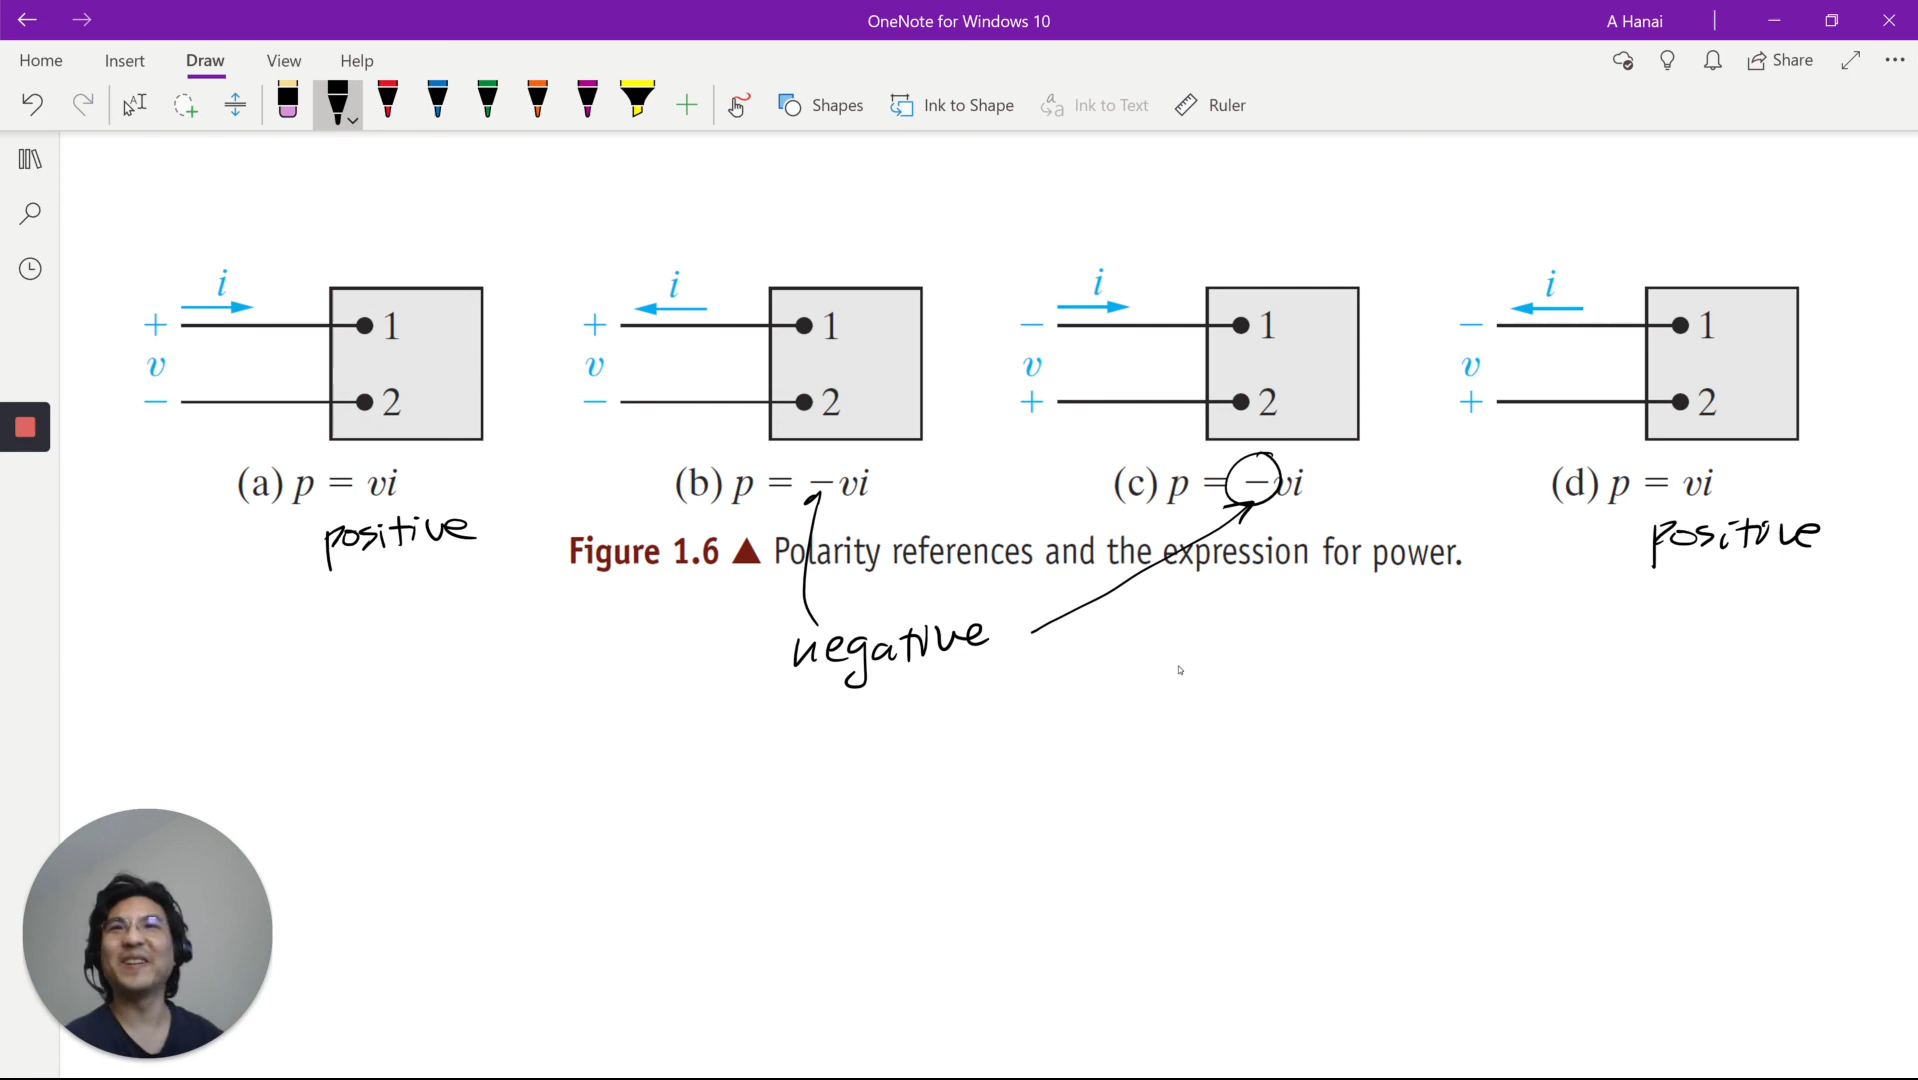 OneNote for Windows 10
A Hanai
Home Insert Draw View Help
Share
Shapes Ink to Shape Ink to Text Ruler
i i i i
+ 1 + 1 − 1 − 1
v v v v
− 2 − 2 + 2 + 2
(a) p = vi (b) p = −vi (c) p = −vi (d) p = vi
positive positive
Figure 1.6 ▲ Polarity references and the expression for power.
negative